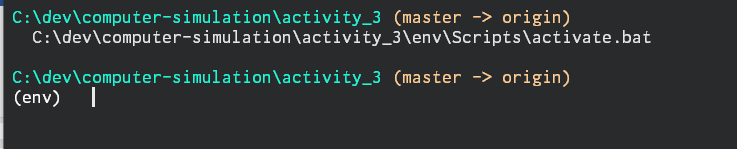 C:\dev\computer-simulation\activity_3 (master -> origin)
C:\dev\computer-simulation\activity_3\env\Scripts\activate.bat
C:\dev\computer-simulation\activity_3 (master -> origin)
(env)